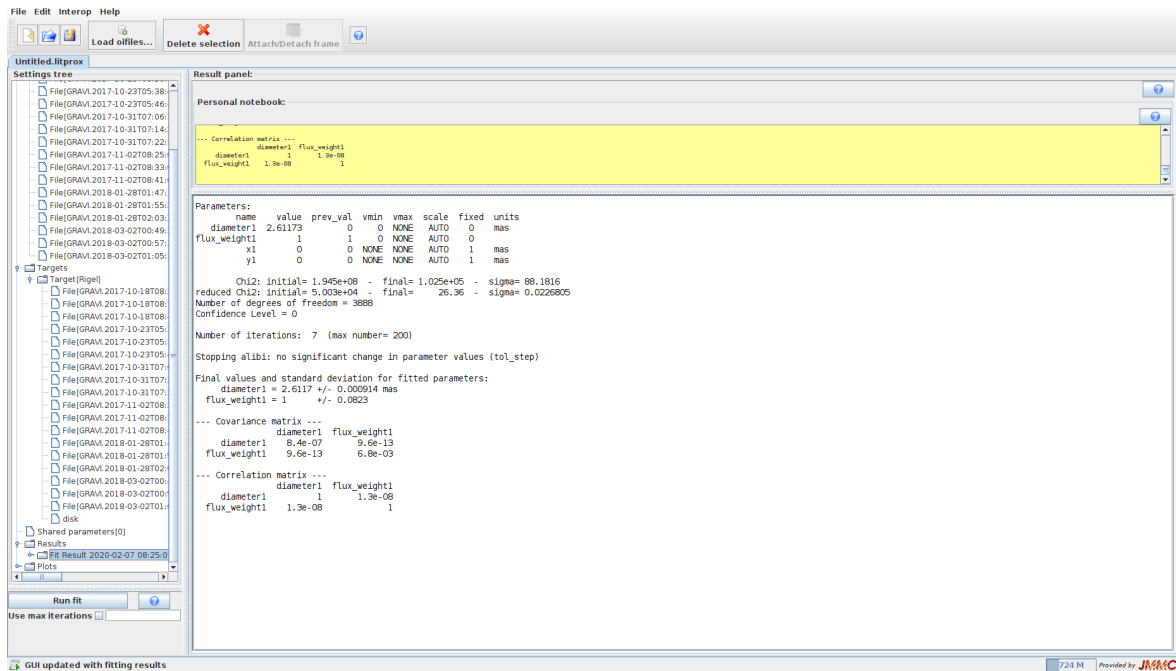 File Edit Interop Help
Load oifiles...
Delete selection
Attach/Detach frame
Untitled.litprox
Settings tree
File[GRAVI.2017-10-23T05:38:
File[GRAVI.2017-10-23T05:46:
File[GRAVI.2017-10-31T07:06:
File[GRAVI.2017-10-31T07:14:
File[GRAVI.2017-10-31T07:22:
File[GRAVI.2017-11-02T08:25:
File[GRAVI.2017-11-02T08:33:
File[GRAVI.2017-11-02T08:41:
File[GRAVI.2018-01-28T01:47:
File[GRAVI.2018-01-28T01:55:
File[GRAVI.2018-01-28T02:03:
File[GRAVI.2018-03-02T00:49:
File[GRAVI.2018-03-02T00:57:
File[GRAVI.2018-03-02T01:05:
Targets
Target[Rigel]
File[GRAVI.2017-10-18T08:
File[GRAVI.2017-10-18T08:
File[GRAVI.2017-10-18T08:
File[GRAVI.2017-10-23T05:
File[GRAVI.2017-10-23T05:
File[GRAVI.2017-10-23T05:
File[GRAVI.2017-10-31T07:
File[GRAVI.2017-10-31T07:
File[GRAVI.2017-10-31T07:
File[GRAVI.2017-11-02T08:
File[GRAVI.2017-11-02T08:
File[GRAVI.2017-11-02T08:
File[GRAVI.2018-01-28T01:
File[GRAVI.2018-01-28T01:
File[GRAVI.2018-01-28T02:
File[GRAVI.2018-03-02T00:
File[GRAVI.2018-03-02T00:
File[GRAVI.2018-03-02T01:
disk
Shared parameters[0]
Results
Fit Result 2020-02-07 08:25:0
Plots
Run fit
Use max iterations
Result panel:
Personal notebook:
--- Correlation matrix ---
diameter1 flux_weight1
diameter1 1 1.3e-08
flux_weight1 1.3e-08 1
Parameters:
name value prev_val vmin vmax scale fixed units
diameter1 2.61173 0 0 NONE AUTO 0 mas
flux_weight1 1 1 0 NONE AUTO 0
x1 0 0 NONE NONE AUTO 1 mas
y1 0 0 NONE NONE AUTO 1 mas
Chi2: initial= 1.945e+08 - final= 1.025e+05 - sigma= 88.1816
reduced Chi2: initial= 5.003e+04 - final= 26.36 - sigma= 0.0226805
Number of degrees of freedom = 3888
Confidence Level = 0
Number of iterations: 7 (max number= 200)
Stopping alibi: no significant change in parameter values (tol_step)
Final values and standard deviation for fitted parameters:
diameter1 = 2.6117 +/- 0.000914 mas
flux_weight1 = 1 +/- 0.0823
--- Covariance matrix ---
diameter1 flux_weight1
diameter1 8.4e-07 9.6e-13
flux_weight1 9.6e-13 6.8e-03
--- Correlation matrix ---
diameter1 flux_weight1
diameter1 1 1.3e-08
flux_weight1 1.3e-08 1
GUI updated with fitting results
724 M
Provided by JMMC